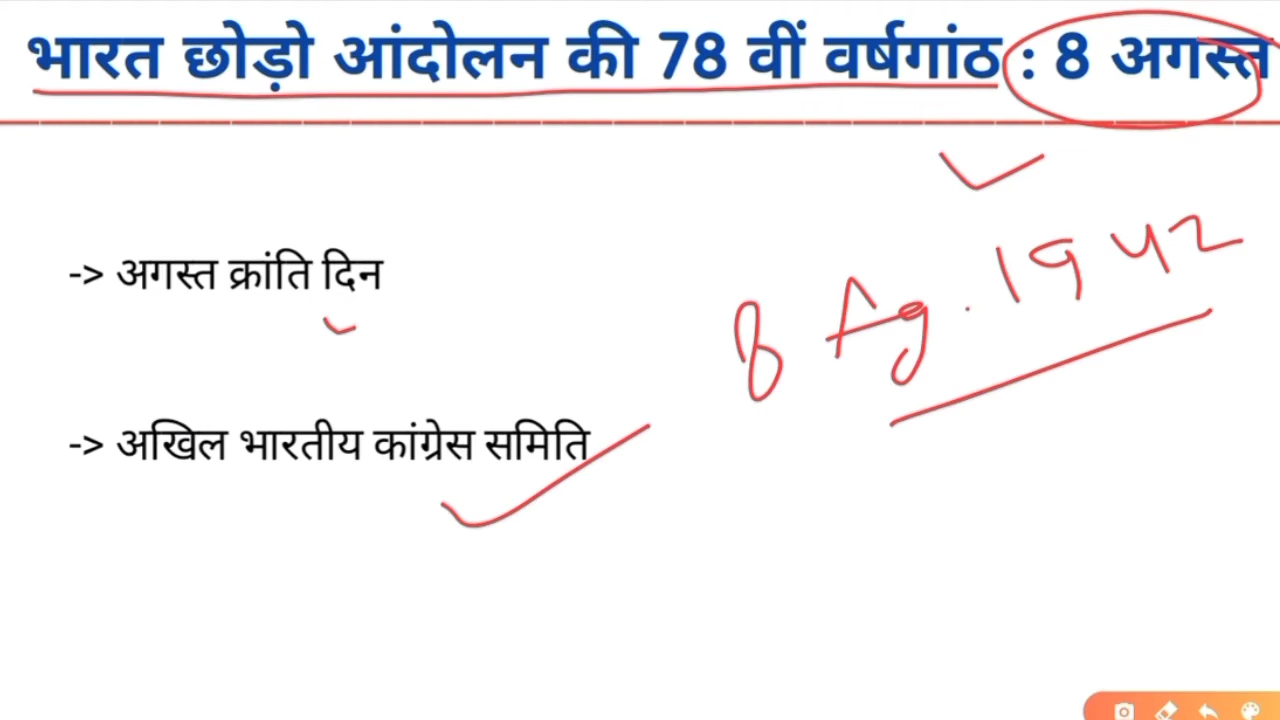 भारत छोड़ो आंदोलन की 78 वीं वर्षगांठ : 8 अगस्त
-> अगस्त क्रांति दिन
8 Ag. 1942
-> अखिल भारतीय कांग्रेस समिति